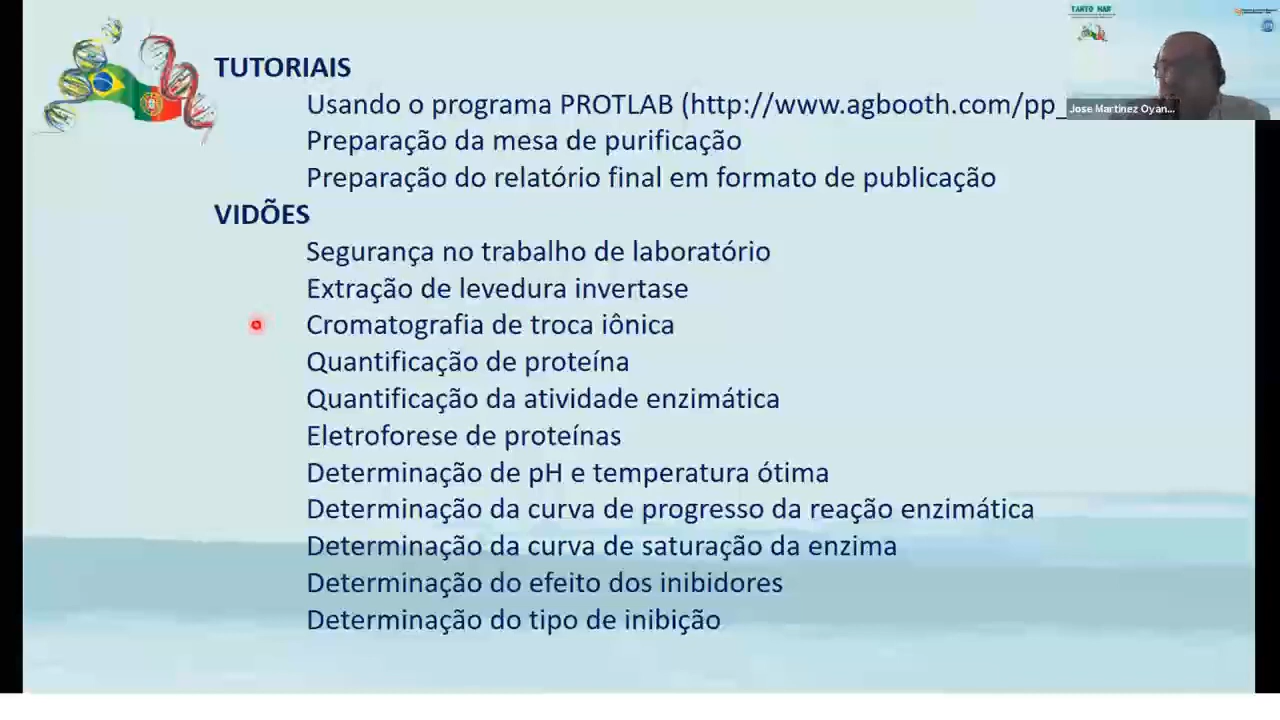 TANTO MAR
TUTORIAIS
Usando o programa PROTLAB (http://www.agbooth.com/pp_
Jose Martinez Oyan...
Preparação da mesa de purificação
Preparação do relatório final em formato de publicação
VIDÕES
Segurança no trabalho de laboratório
Extração de levedura invertase
Cromatografia de troca iônica
Quantificação de proteína
Quantificação da atividade enzimática
Eletroforese de proteínas
Determinação de pH e temperatura ótima
Determinação da curva de progresso da reação enzimática
Determinação da curva de saturação da enzima
Determinação do efeito dos inibidores
Determinação do tipo de inibição